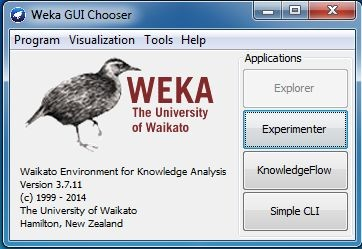 Weka GUI Chooser
Program Visualization Tools Help
WEKA
The University
of Waikato
Waikato Environment for Knowledge Analysis
Version 3.7.11
(c) 1999 - 2014
The University of Waikato
Hamilton, New Zealand
Applications
Explorer
Experimenter
KnowledgeFlow
Simple CLI